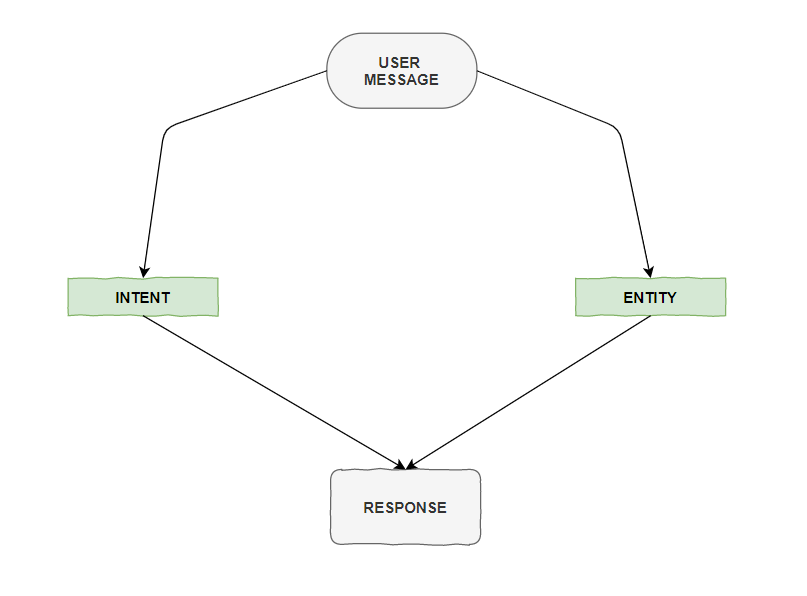 USER
MESSAGE
INTENT
ENTITY
RESPONSE